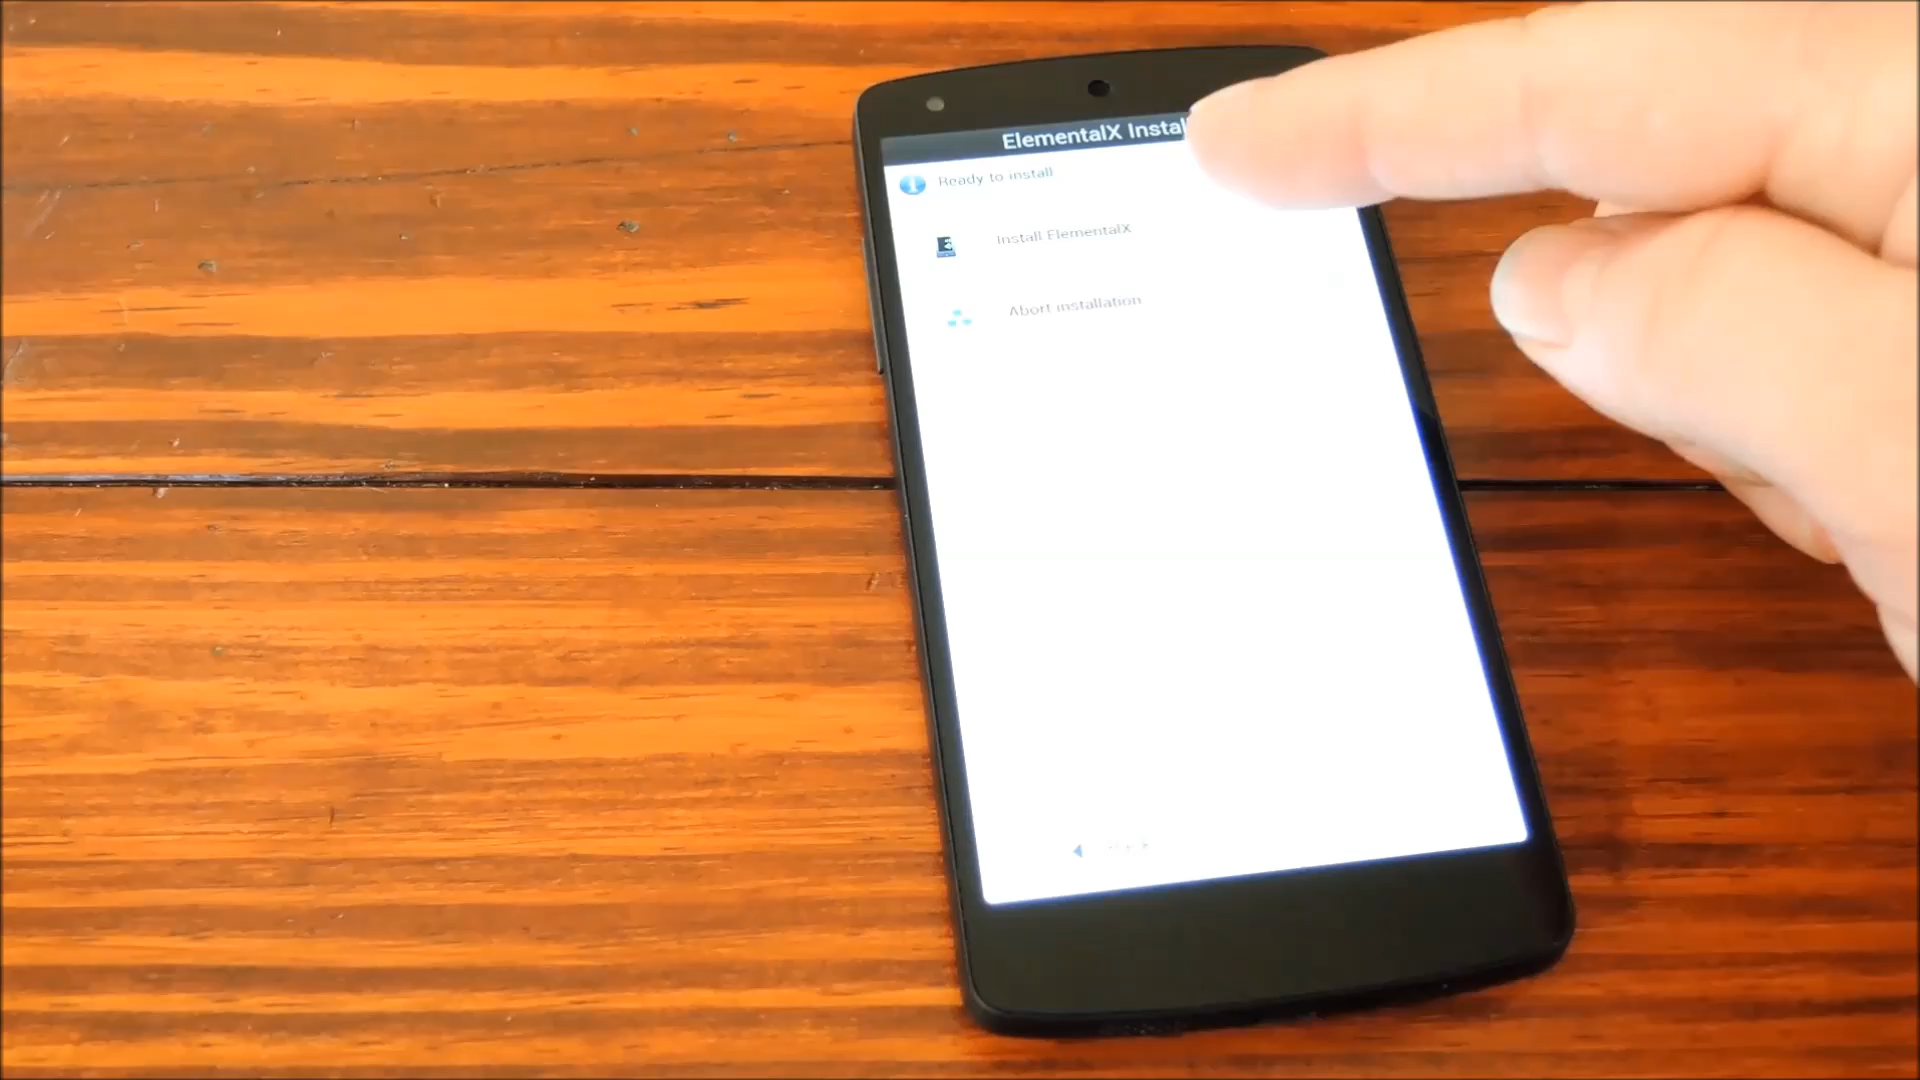 ElementalX Instal
Ready to install
Install ElementalX
Abort installation